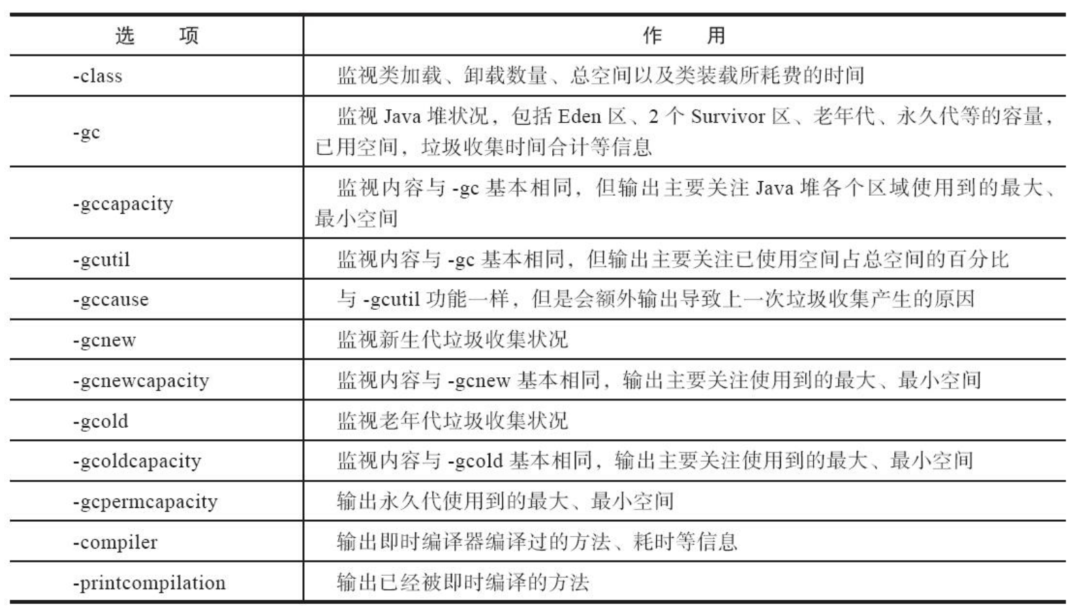 选 项 作 用
-class 监视类加载、卸载数量、总空间以及类装载所耗费的时间
-gc 监视 Java 堆状况，包括 Eden 区、2 个 Survivor 区、老年代、永久代等的容量，
已用空间，垃圾收集时间合计等信息
-gccapacity 监视内容与 -gc 基本相同，但输出主要关注 Java 堆各个区域使用到的最大、
最小空间
-gcutil 监视内容与 -gc 基本相同，但输出主要关注已使用空间占总空间的百分比
-gccause 与 -gcutil 功能一样，但是会额外输出导致上一次垃圾收集产生的原因
-gcnew 监视新生代垃圾收集状况
-gcnewcapacity 监视内容与 -gcnew 基本相同，输出主要关注使用到的最大、最小空间
-gcold 监视老年代垃圾收集状况
-gcoldcapacity 监视内容与 -gcold 基本相同，输出主要关注使用到的最大、最小空间
-gcpermcapacity 输出永久代使用到的最大、最小空间
-compiler 输出即时编译器编译过的方法、耗时等信息
-printcompilation 输出已经被即时编译的方法